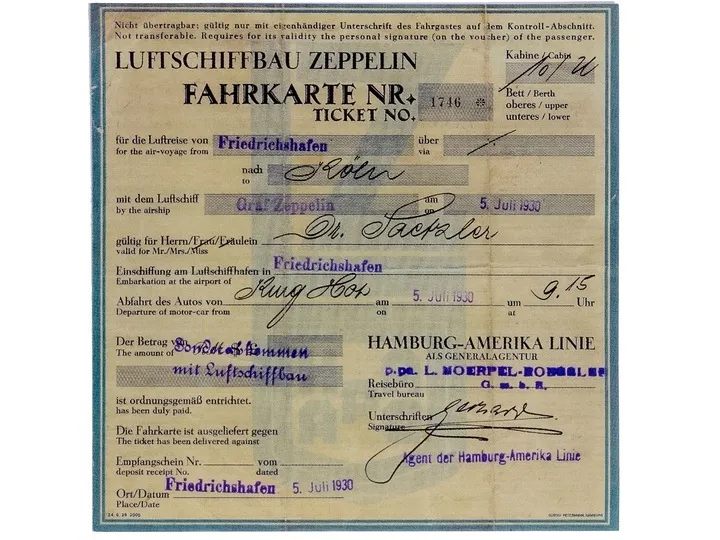 Nicht übertragbar; gültig nur mit eigenhändiger Unterschrift des Fahrgastes auf dem Kontroll-Abschnitt.
Not transferable. Requires for its validity the personal signature (on the voucher) of the passenger.
LUFTSCHIFFBAU ZEPPELIN
Kabine / Cabin
FAHRKARTE NR.
TICKET NO.
1746
Bett / Berth
oberes / upper
unteres / lower
für die Luftreise von Friedrichshafen über
for the air-voyage from via
nach Köln
to
mit dem Luftschiff Graf Zeppelin am 5. Juli 1930
by the airship on
gültig für Herrn/Frau/Fräulein Dr.
valid for Mr./Mrs./Miss
Einschiffung am Luftschiffhafen in Friedrichshafen
Embarkation at the airport of
Abfahrt des Autos von am 5. Juli 1930 um 9.15 Uhr
Departure of motor-car from on at
Der Betrag von Sonderabkommen
The amount of
mit Luftschiffbau
ist ordnungsgemäß entrichtet.
has been duly paid.
Die Fahrkarte ist ausgeliefert gegen
The ticket has been delivered against
Empfangschein Nr. vom
deposit receipt No. dated
Ort/Datum Friedrichshafen 5. Juli 1930
Place/Date
HAMBURG-AMERIKA LINIE
ALS GENERALAGENTUR
p.pa. L. NOERPEL-
Reisebüro G.m.b.H.
Travel bureau
Unterschriften
Signature
Agent der Hamburg-Amerika Linie